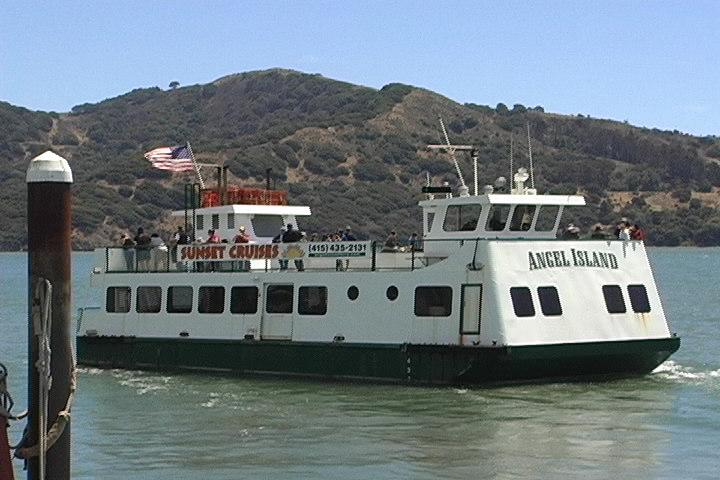 SUNSET CRUISES (415) 435-2131
ANGEL ISLAND